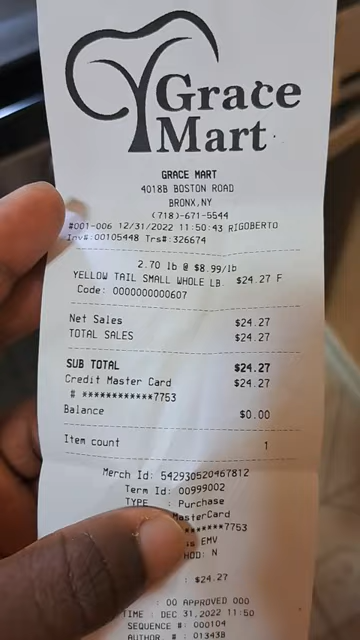 Grace
Mart
GRACE MART
4018B BOSTON ROAD
BRONX,NY
(718)-671-5544
#001-006 12/31/2022 11:50:43 RIGOBERTO
Inv#:00105448 Trs#:326674
2.70 lb @ $8.99/lb
YELLOW TAIL SMALL WHOLE LB. $24.27 F
Code: 0000000000607
Net Sales $24.27
TOTAL SALES $24.27
SUB TOTAL $24.27
Credit Master Card $24.27
# ************7753
Balance $0.00
Item count 1
Merch Id: 542930520467812
Term Id: 00999002
TYPE : Purchase
MasterCard
*******7753
EMV
: N
: $24.27
: 00 APPROVED 000
TIME : DEC 31,2022 11:50
SEQUENCE #: 000104
AUTHOR. # : 01343B